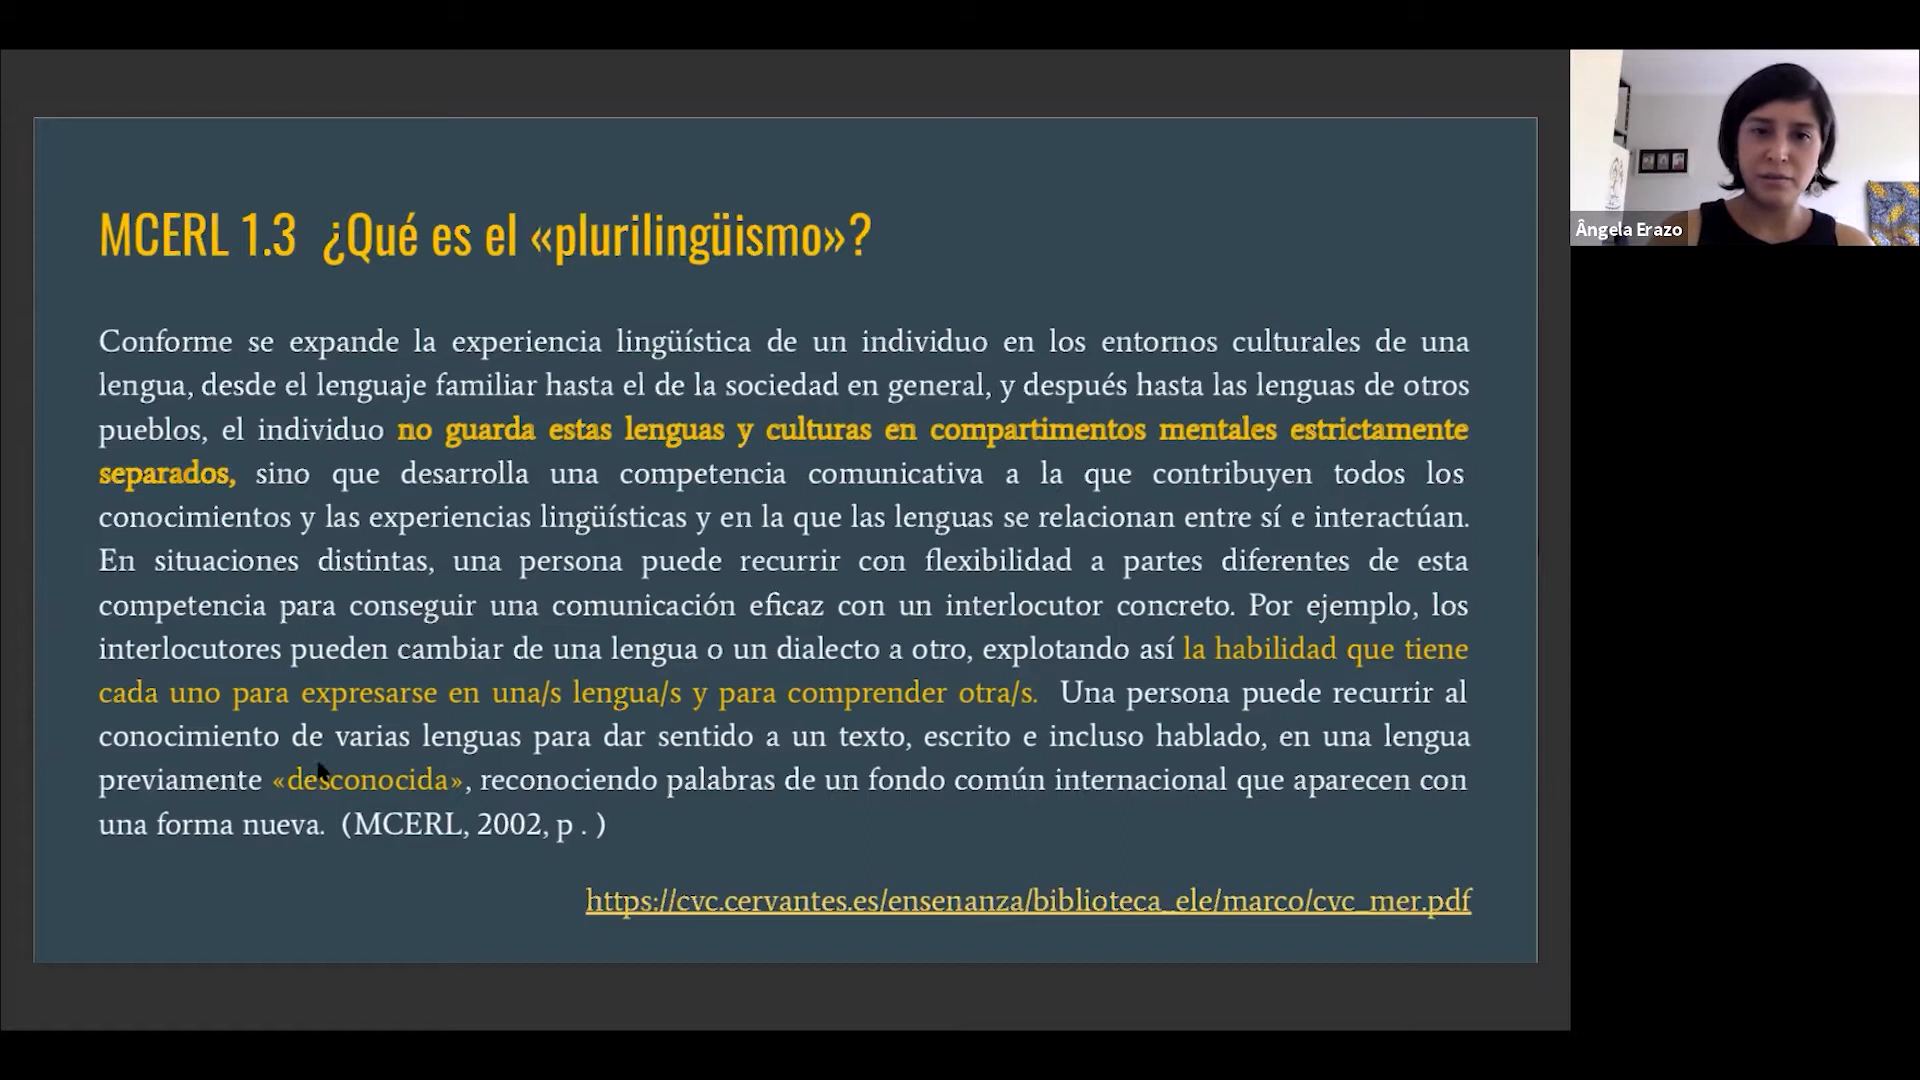 MCERL 1.3 ¿Qué es el «plurilingüismo»?
Conforme se expande la experiencia lingüística de un individuo en los entornos culturales de una
lengua, desde el lenguaje familiar hasta el de la sociedad en general, y después hasta las lenguas de otros
pueblos, el individuo no guarda estas lenguas y culturas en compartimentos mentales estrictamente
separados, sino que desarrolla una competencia comunicativa a la que contribuyen todos los
conocimientos y las experiencias lingüísticas y en la que las lenguas se relacionan entre sí e interactúan.
En situaciones distintas, una persona puede recurrir con flexibilidad a partes diferentes de esta
competencia para conseguir una comunicación eficaz con un interlocutor concreto. Por ejemplo, los
interlocutores pueden cambiar de una lengua o un dialecto a otro, explotando así la habilidad que tiene
cada uno para expresarse en una/s lengua/s y para comprender otra/s. Una persona puede recurrir al
conocimiento de varias lenguas para dar sentido a un texto, escrito e incluso hablado, en una lengua
previamente «desconocida», reconociendo palabras de un fondo común internacional que aparecen con
una forma nueva. (MCERL, 2002, p . )
https://cvc.cervantes.es/ensenanza/biblioteca_ele/marco/cvc_mer.pdf
Ângela Erazo